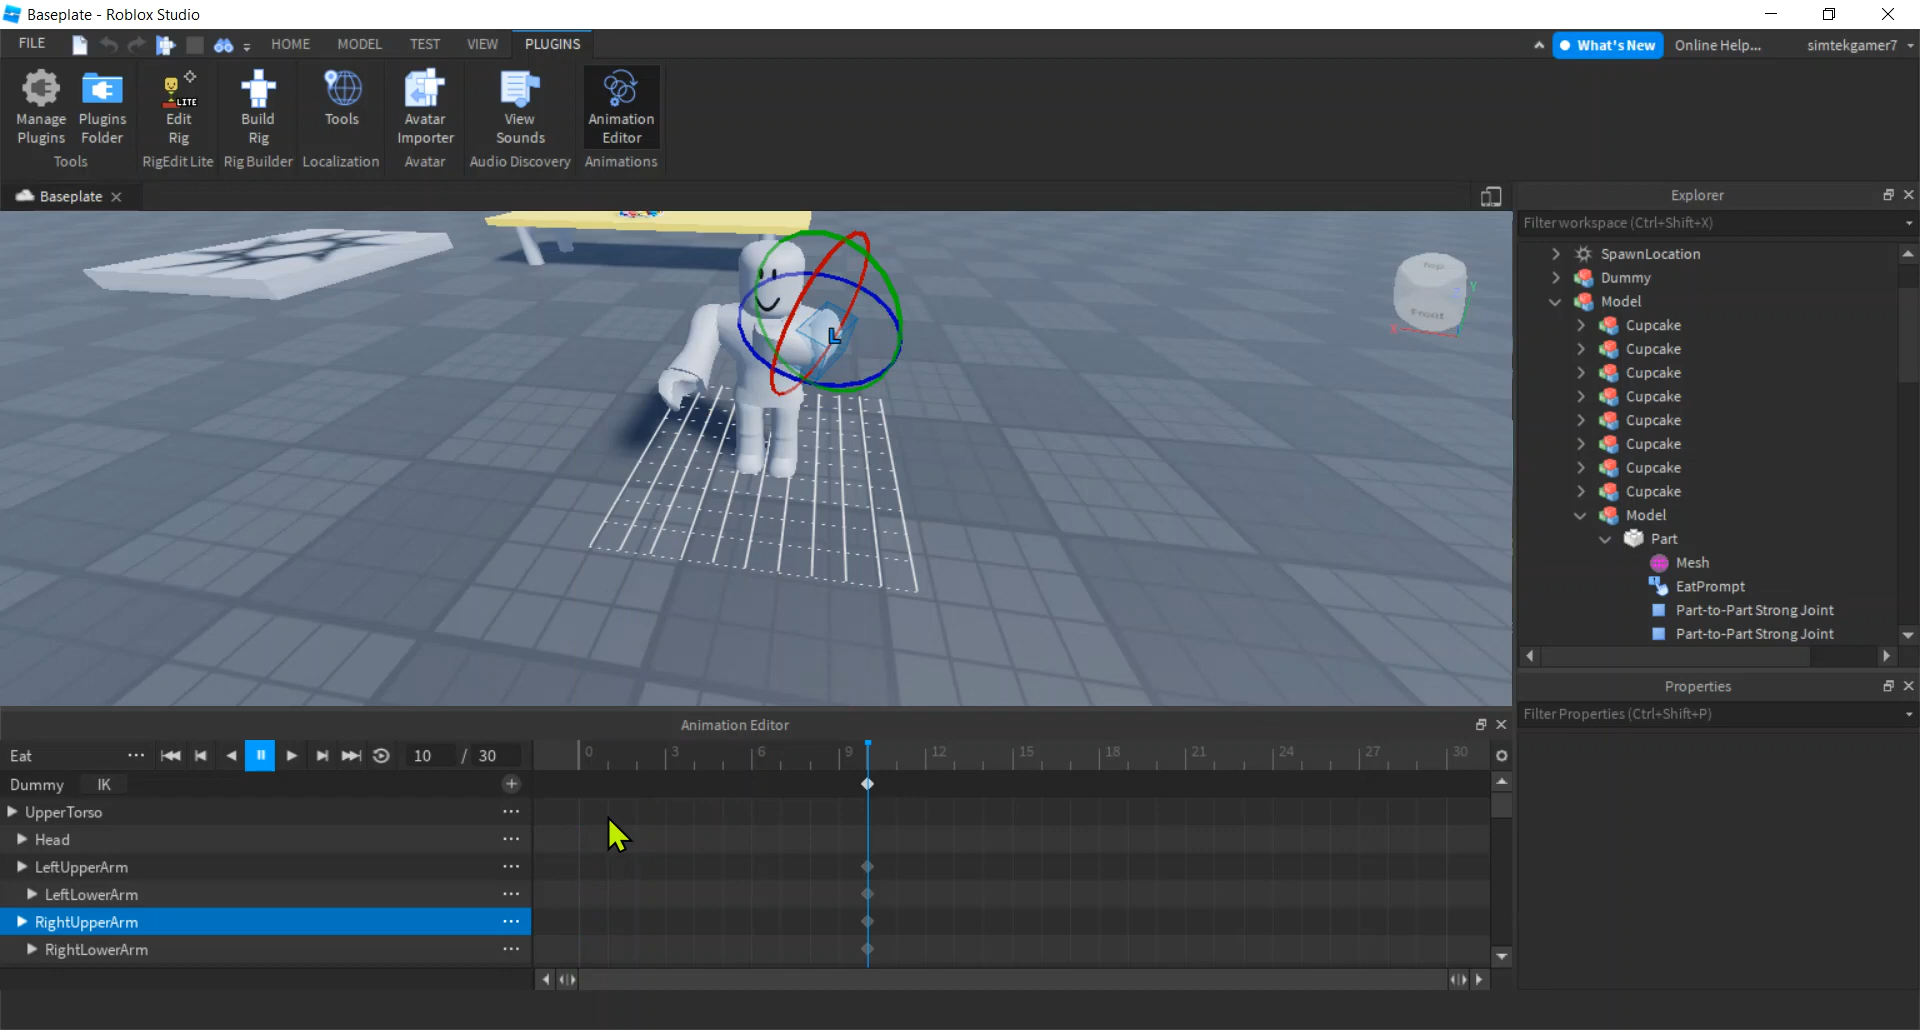 Baseplate - Roblox Studio
FILE
HOME
MODEL
TEST
VIEW
PLUGINS
What's New
Online Help...
simtekgamer7
LITE
Manage Plugins
Plugins Folder
Edit Rig
Build Rig
Tools
Avatar Importer
View Sounds
Animation Editor
Tools
RigEdit Lite
Rig Builder
Localization
Avatar
Audio Discovery
Animations
Baseplate
Explorer
Filter workspace (Ctrl+Shift+X)
SpawnLocation
Dummy
Model
Cupcake
Cupcake
Cupcake
Cupcake
Cupcake
Cupcake
Cupcake
Cupcake
Model
Part
Mesh
EatPrompt
Part-to-Part Strong Joint
Part-to-Part Strong Joint
Y
X
Front
L
Properties
Filter Properties (Ctrl+Shift+P)
Animation Editor
Eat
10 / 30
0 3 6 9 12 15 18 21 24 27 30
Dummy IK
UpperTorso
Head
LeftUpperArm
LeftLowerArm
RightUpperArm
RightLowerArm